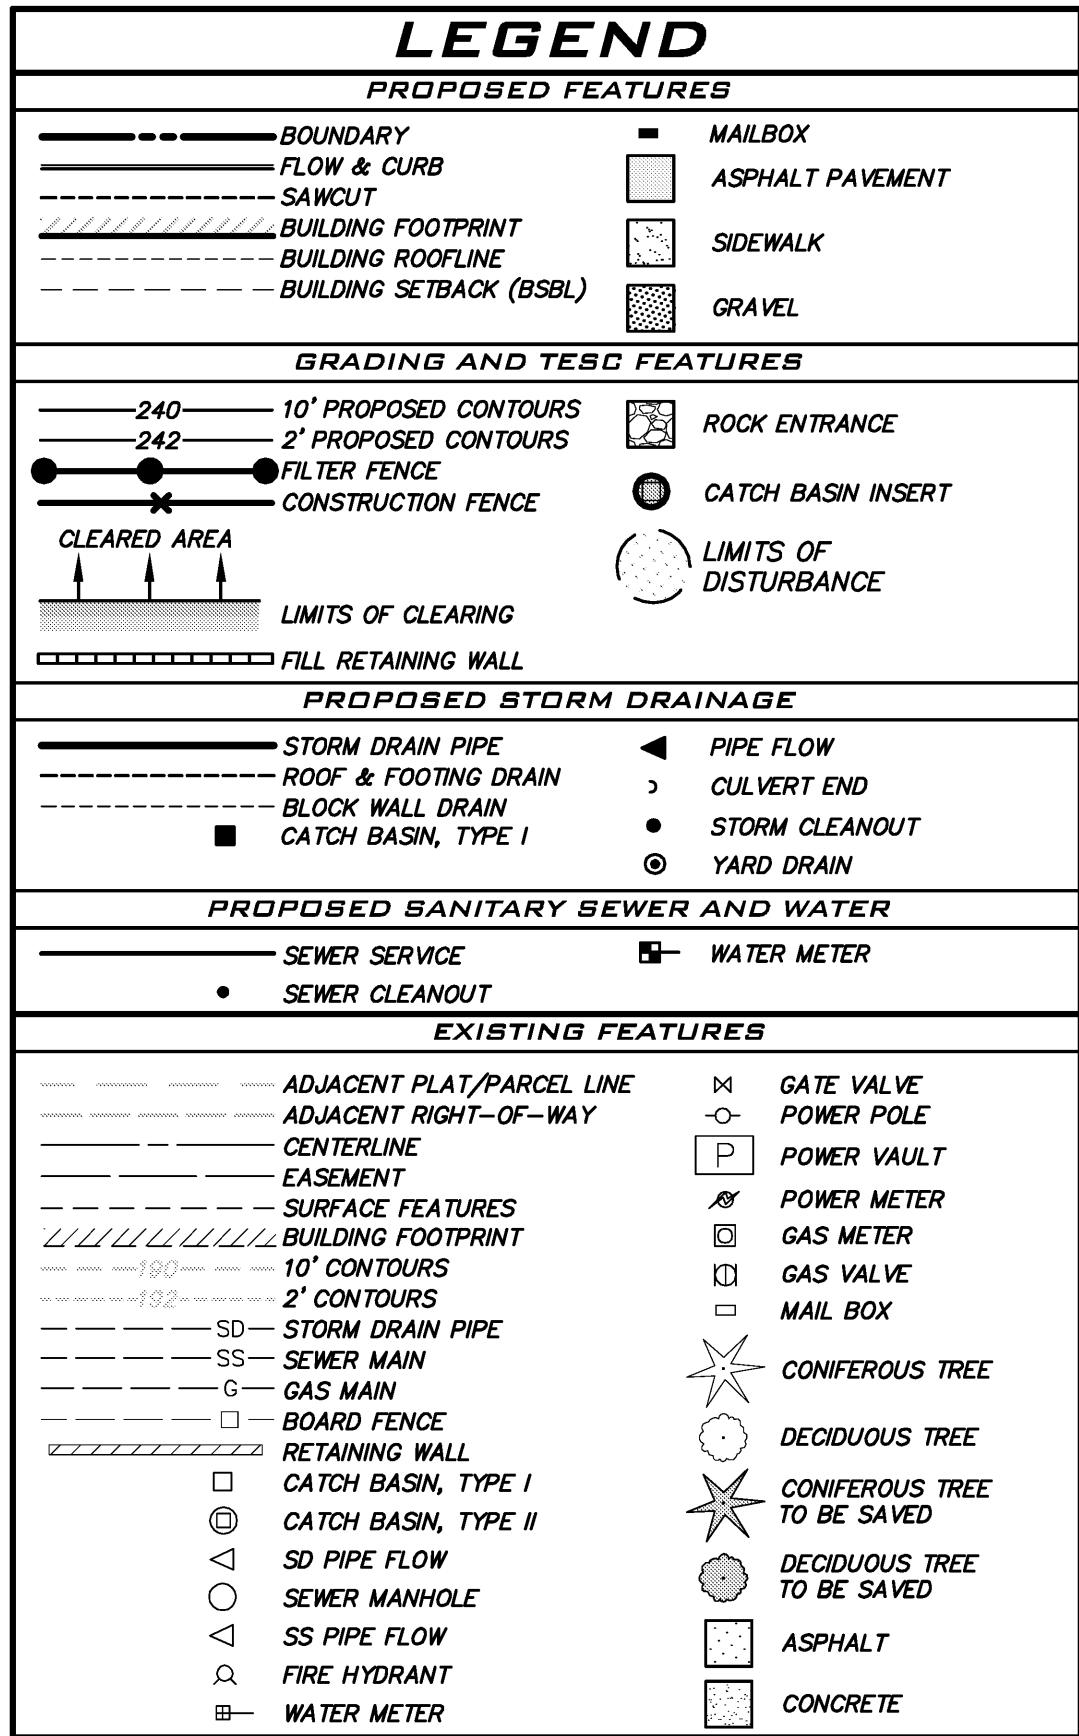 LEGEND
PROPOSED FEATURES
BOUNDARY
FLOW & CURB
SAWCUT
BUILDING FOOTPRINT
BUILDING ROOFLINE
BUILDING SETBACK (BSBL)
MAILBOX
ASPHALT PAVEMENT
SIDEWALK
GRAVEL
GRADING AND TESC FEATURES
240 10' PROPOSED CONTOURS
242 2' PROPOSED CONTOURS
FILTER FENCE
CONSTRUCTION FENCE
CLEARED AREA
LIMITS OF CLEARING
FILL RETAINING WALL
ROCK ENTRANCE
CATCH BASIN INSERT
LIMITS OF
DISTURBANCE
PROPOSED STORM DRAINAGE
STORM DRAIN PIPE
ROOF & FOOTING DRAIN
BLOCK WALL DRAIN
CATCH BASIN, TYPE I
PIPE FLOW
CULVERT END
STORM CLEANOUT
YARD DRAIN
PROPOSED SANITARY SEWER AND WATER
SEWER SERVICE
SEWER CLEANOUT
WATER METER
EXISTING FEATURES
ADJACENT PLAT/PARCEL LINE
ADJACENT RIGHT-OF-WAY
CENTERLINE
EASEMENT
SURFACE FEATURES
BUILDING FOOTPRINT
190 10' CONTOURS
192 2' CONTOURS
SD STORM DRAIN PIPE
SS SEWER MAIN
G GAS MAIN
BOARD FENCE
RETAINING WALL
CATCH BASIN, TYPE I
CATCH BASIN, TYPE II
SD PIPE FLOW
SEWER MANHOLE
SS PIPE FLOW
FIRE HYDRANT
WATER METER
GATE VALVE
POWER POLE
P POWER VAULT
POWER METER
GAS METER
GAS VALVE
MAIL BOX
CONIFEROUS TREE
DECIDUOUS TREE
CONIFEROUS TREE
TO BE SAVED
DECIDUOUS TREE
TO BE SAVED
ASPHALT
CONCRETE